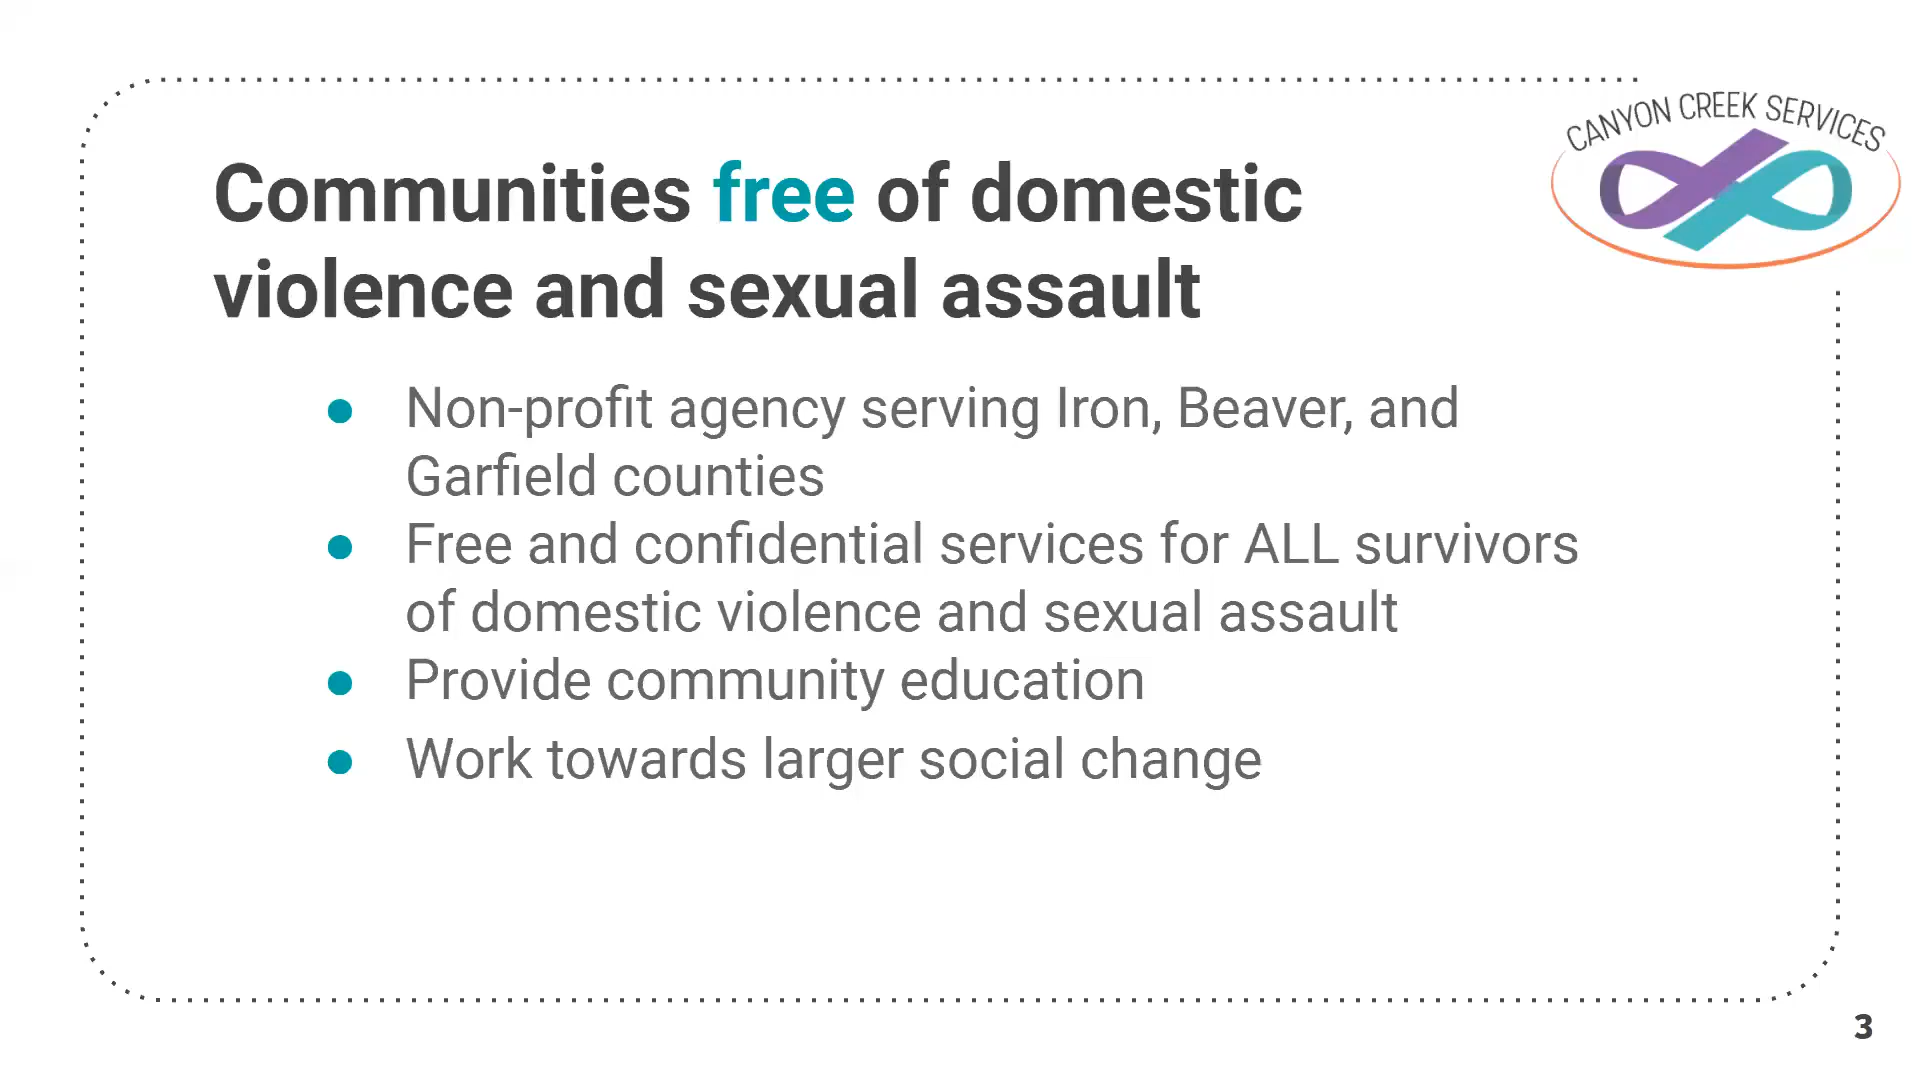 CANYON CREEK SERVICES
Communities free of domestic
violence and sexual assault
● Non-profit agency serving Iron, Beaver, and
Garfield counties
● Free and confidential services for ALL survivors
of domestic violence and sexual assault
● Provide community education
● Work towards larger social change
3